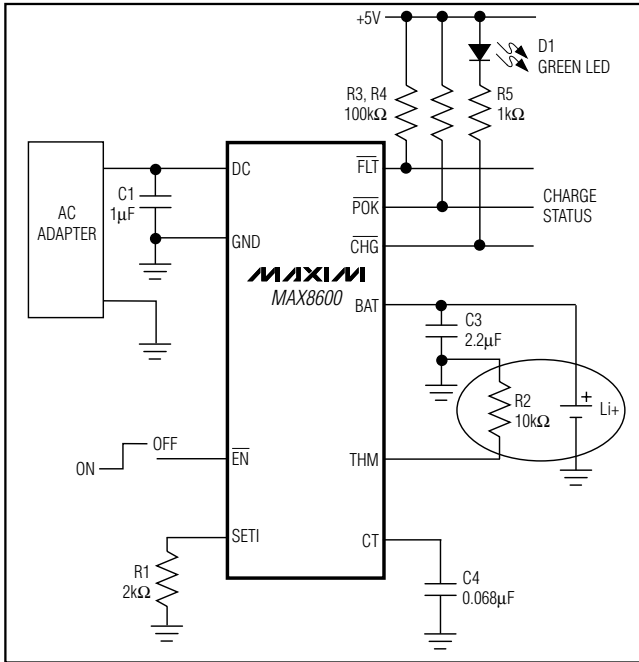 +5V
D1
GREEN LED
R3, R4
100kΩ
R5
1kΩ
AC
ADAPTER
C1
1µF
DC
GND
FLT
POK
CHG
CHARGE
STATUS
MAXIM
MAX8600
BAT
C3
2.2µF
R2
10kΩ
+
Li+
ON
OFF
EN
THM
SETI
CT
R1
2kΩ
C4
0.068µF